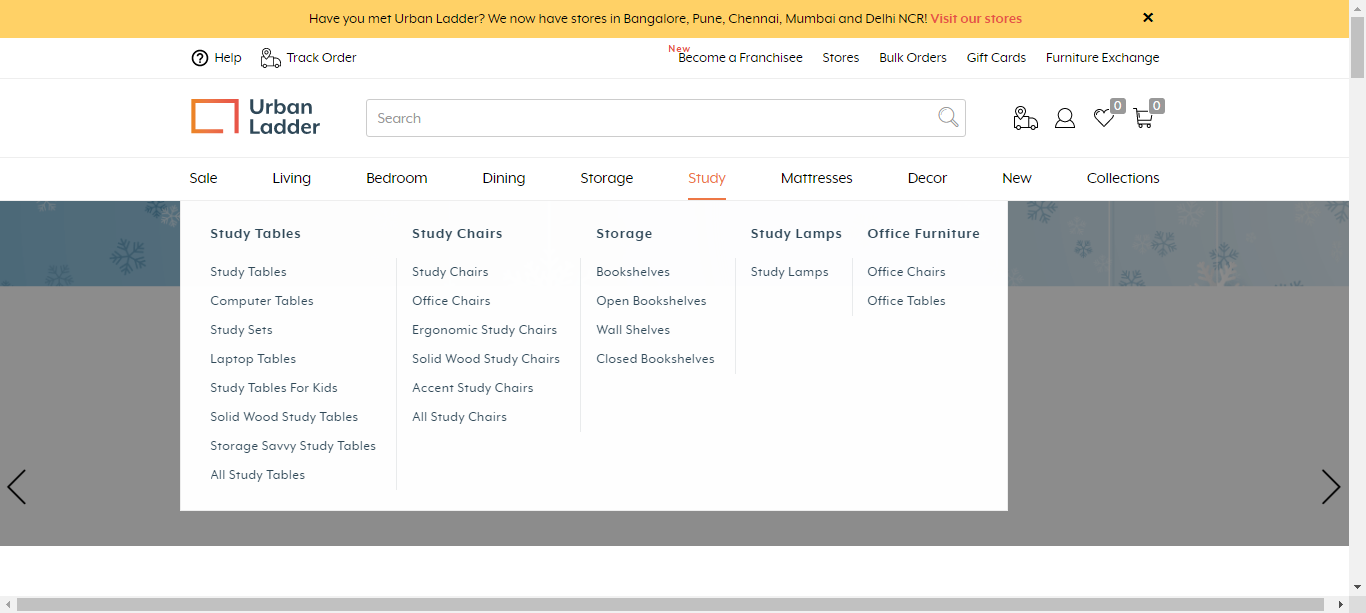 Have you met Urban Ladder? We now have stores in Bangalore, Pune, Chennai, Mumbai and Delhi NCR! Visit our stores
Help
Track Order
New
Become a Franchisee
Stores
Bulk Orders
Gift Cards
Furniture Exchange
Urban
Ladder
Search
0
0
Sale
Living
Bedroom
Dining
Storage
Study
Mattresses
Decor
New
Collections
Study Tables
Study Tables
Computer Tables
Study Sets
Laptop Tables
Study Tables For Kids
Solid Wood Study Tables
Storage Savvy Study Tables
All Study Tables
Study Chairs
Study Chairs
Office Chairs
Ergonomic Study Chairs
Solid Wood Study Chairs
Accent Study Chairs
All Study Chairs
Storage
Bookshelves
Open Bookshelves
Wall Shelves
Closed Bookshelves
Study Lamps
Study Lamps
Office Furniture
Office Chairs
Office Tables